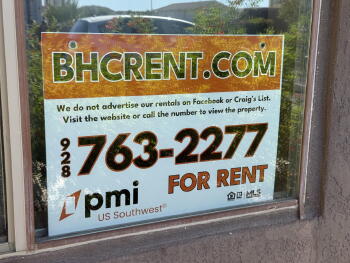 BHCRENT.COM
We do not advertise our rentals on Facebook or Craig's List.
Visit the website or call the number to view the property.
928 763-2277
FOR RENT
pmi
US Southwest®
MLS